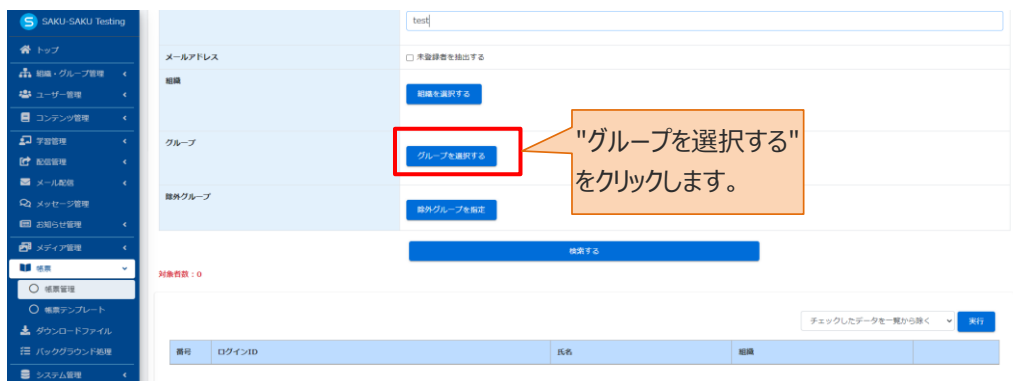 SAKU-SAKU Testing
トップ
組織・グループ管理
ユーザー管理
コンテンツ管理
学習管理
配信管理
メール配信
メッセージ管理
お知らせ管理
メディア管理
帳票
帳票管理
帳票テンプレート
ダウンロードファイル
バックグラウンド処理
システム管理
test
メールアドレス
未登録者を抽出する
組織
組織を選択する
グループ
グループを選択する
"グループを選択する"
をクリックします。
除外グループ
除外グループを指定
検索する
対象者数:0
チェックしたデータを一覧から除く
実行
番号 ログインID 氏名 組織